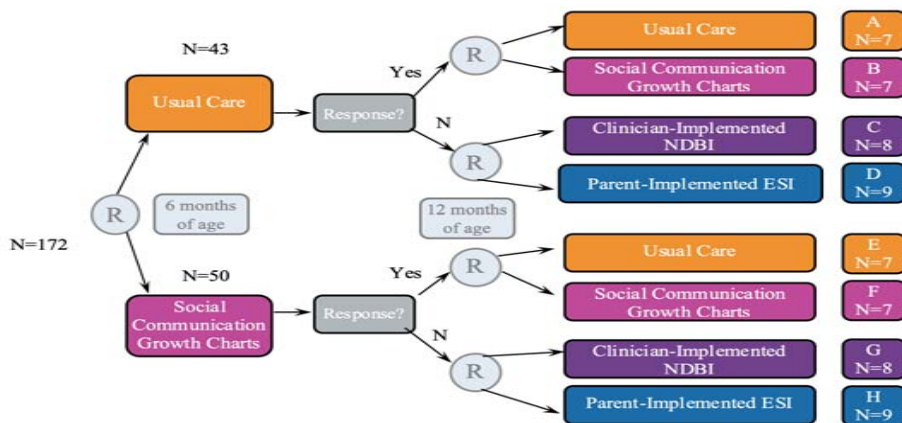 N=43
Usual Care
Response?
Yes
N
R
Usual Care
A
N=7
Social Communication
Growth Charts
B
N=7
R
Clinician-Implemented
NDBI
C
N=8
Parent-Implemented ESI
D
N=9
R
6 months
of age
12 months
of age
N=172
N=50
Social
Communication
Growth Charts
Response?
Yes
N
R
Usual Care
E
N=7
Social Communication
Growth Charts
F
N=7
R
Clinician-Implemented
NDBI
G
N=8
Parent-Implemented ESI
H
N=9